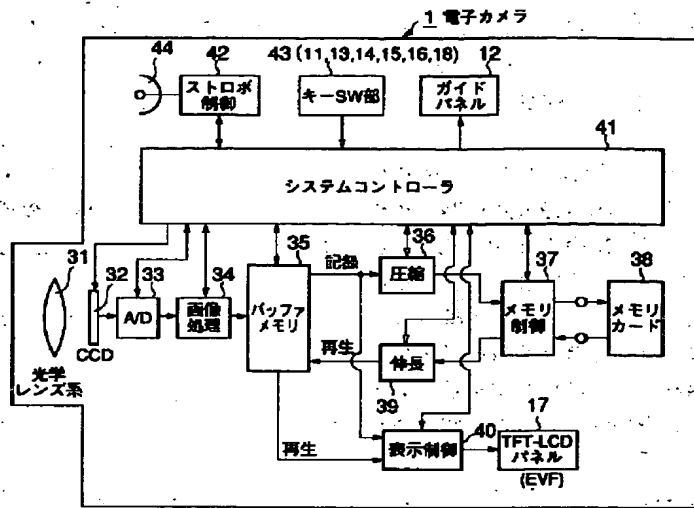 1 電子カメラ
44
42
43 (11,13,14,15,16,18)
12
ストロボ
制御
キーSW部
ガイド
パネル
41
システムコントローラ
31
32
33
34
35
記録
36
37
38
A/D
画像
処理
バッファ
メモリ
圧縮
メモリ
制御
メモリ
カード
CCD
光学
レンズ系
再生
伸長
39
再生
表示制御
40
17
TFT-LCD
パネル
(EVF)